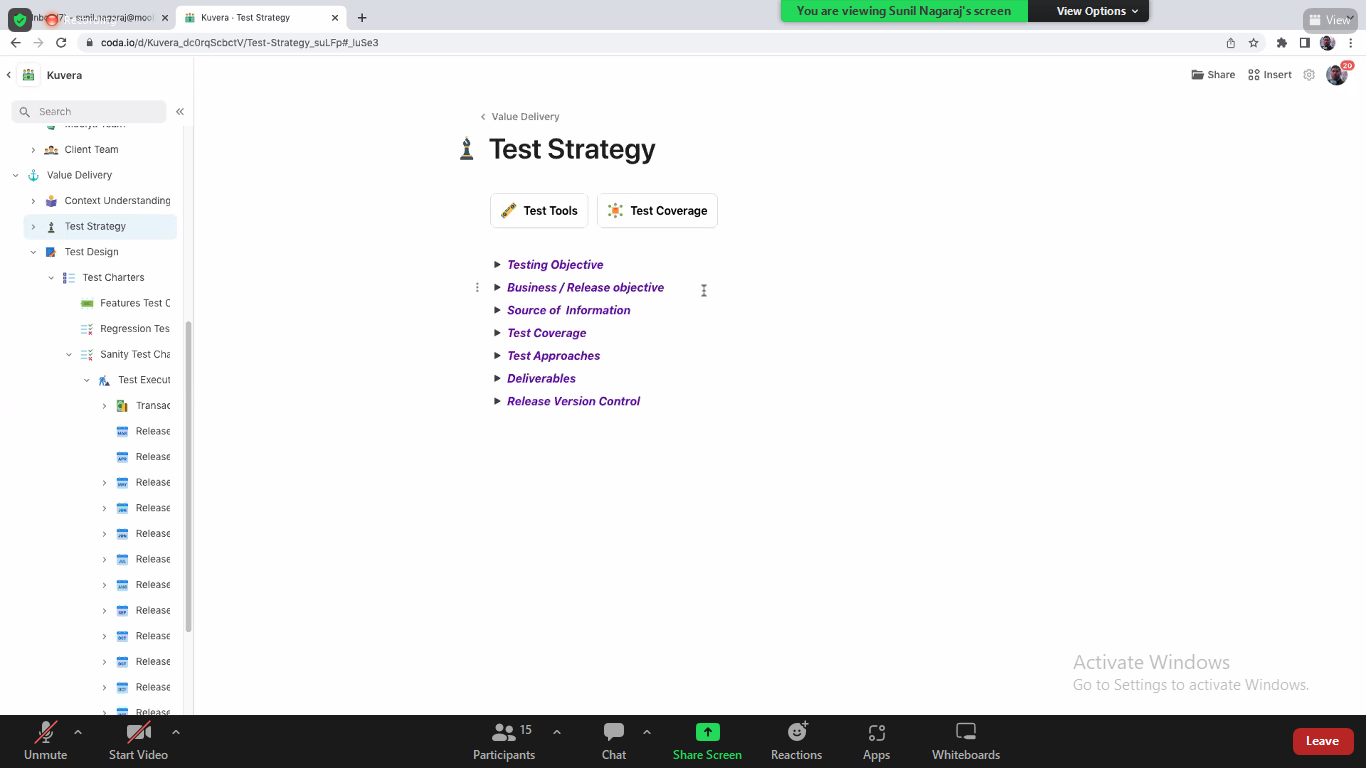 You are viewing Sunil Nagaraj's screen
View Options
View
Kuvera · Test Strategy
coda.io/d/Kuvera_dc0rqScbctV/Test-Strategy_suLFp#_luSe3
Kuvera
Share
Insert
20
Search
Client Team
Value Delivery
Context Understanding
Test Strategy
Test Design
Test Charters
Features Test C
Regression Tes
Sanity Test Cha
Test Execut
Transac
Release
Release
Release
Release
Release
Release
Release
Release
Release
Release
Release
Release
Value Delivery
Test Strategy
Test Tools
Test Coverage
Testing Objective
Business / Release objective
Source of  Information
Test Coverage
Test Approaches
Deliverables
Release Version Control
Activate Windows
Go to Settings to activate Windows.
Unmute
Start Video
Participants
15
Chat
Share Screen
Reactions
Apps
Whiteboards
Leave